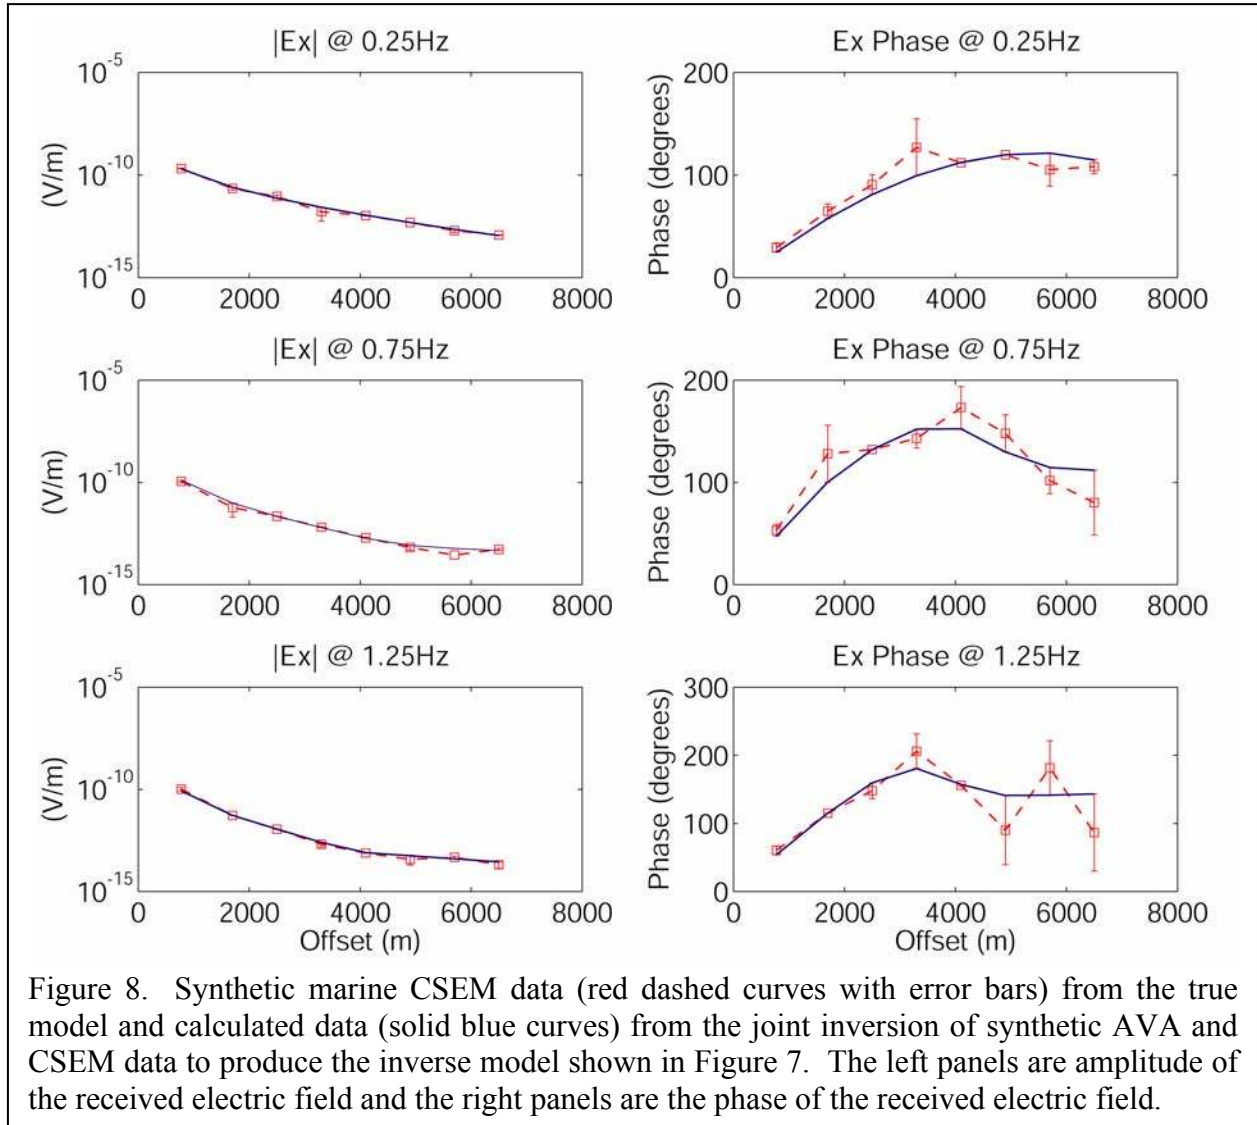 |Ex| @ 0.25Hz
Ex Phase @ 0.25Hz
10^-5
10^-10
10^-15
(V/m)
0 2000 4000 6000 8000
200
100
0
Phase (degrees)
0 2000 4000 6000 8000
|Ex| @ 0.75Hz
Ex Phase @ 0.75Hz
10^-5
10^-10
10^-15
(V/m)
0 2000 4000 6000 8000
200
100
0
Phase (degrees)
0 2000 4000 6000 8000
|Ex| @ 1.25Hz
Ex Phase @ 1.25Hz
10^-5
10^-10
10^-15
(V/m)
0 2000 4000 6000 8000
Offset (m)
300
200
100
0
Phase (degrees)
0 2000 4000 6000 8000
Offset (m)
Figure 8. Synthetic marine CSEM data (red dashed curves with error bars) from the true
model and calculated data (solid blue curves) from the joint inversion of synthetic AVA and
CSEM data to produce the inverse model shown in Figure 7. The left panels are amplitude of
the received electric field and the right panels are the phase of the received electric field.